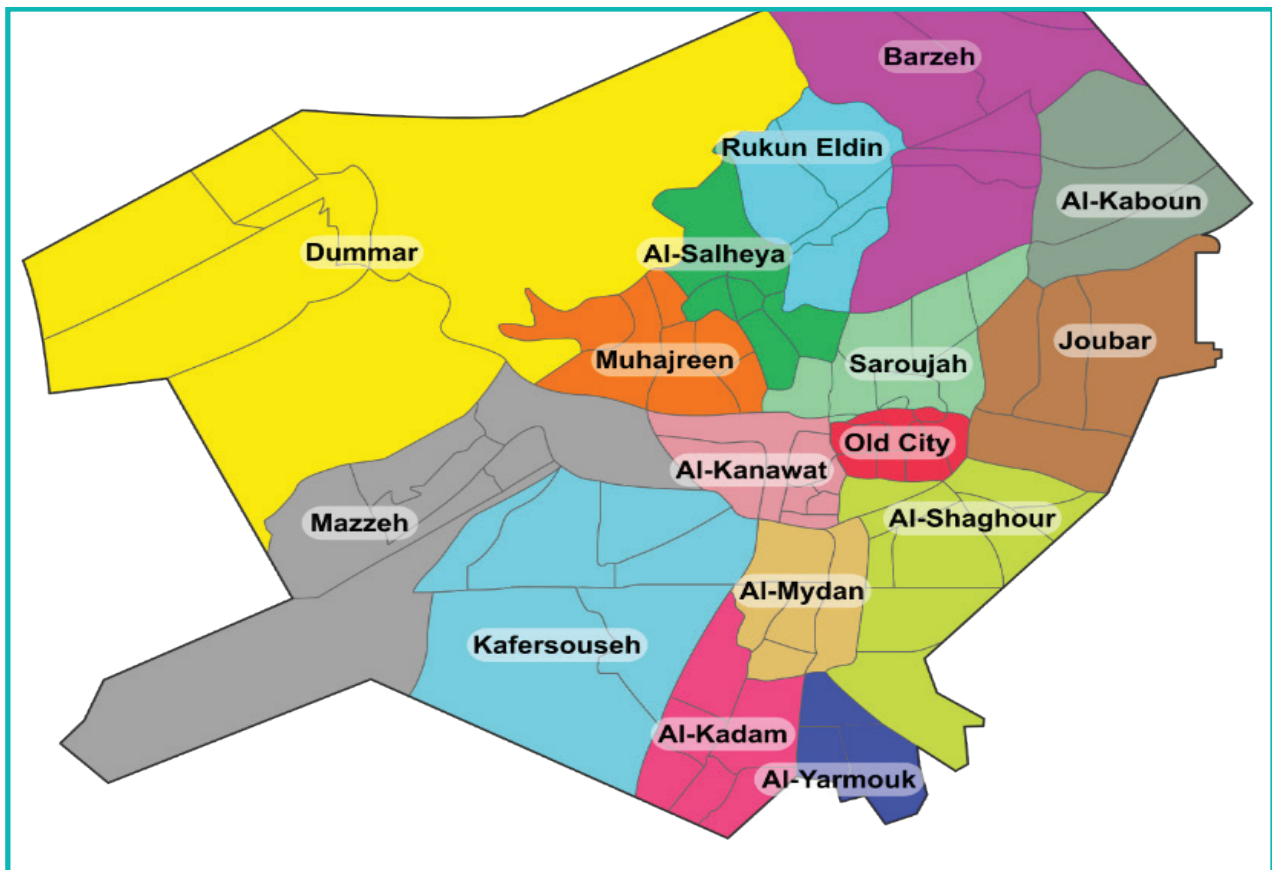 Barzeh
Rukun Eldin
Al-Kaboun
Dummar
Al-Salheya
Joubar
Muhajreen
Saroujah
Old City
Al-Kanawat
Mazzeh
Al-Shaghour
Al-Mydan
Kafersouseh
Al-Kadam
Al-Yarmouk